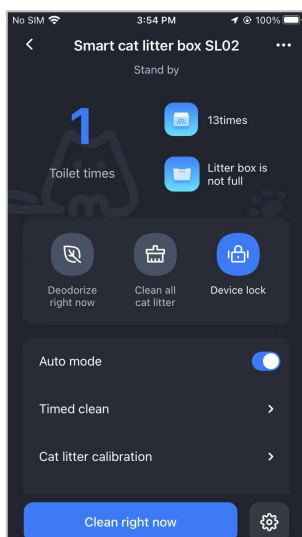 No SIM 3:54 PM 100%
Smart cat litter box SL02
Stand by
1
Toilet times
13times
Litter box is
not full
Deodorize
right now
Clean all
cat litter
Device lock
Auto mode
Timed clean
Cat litter calibration
Clean right now